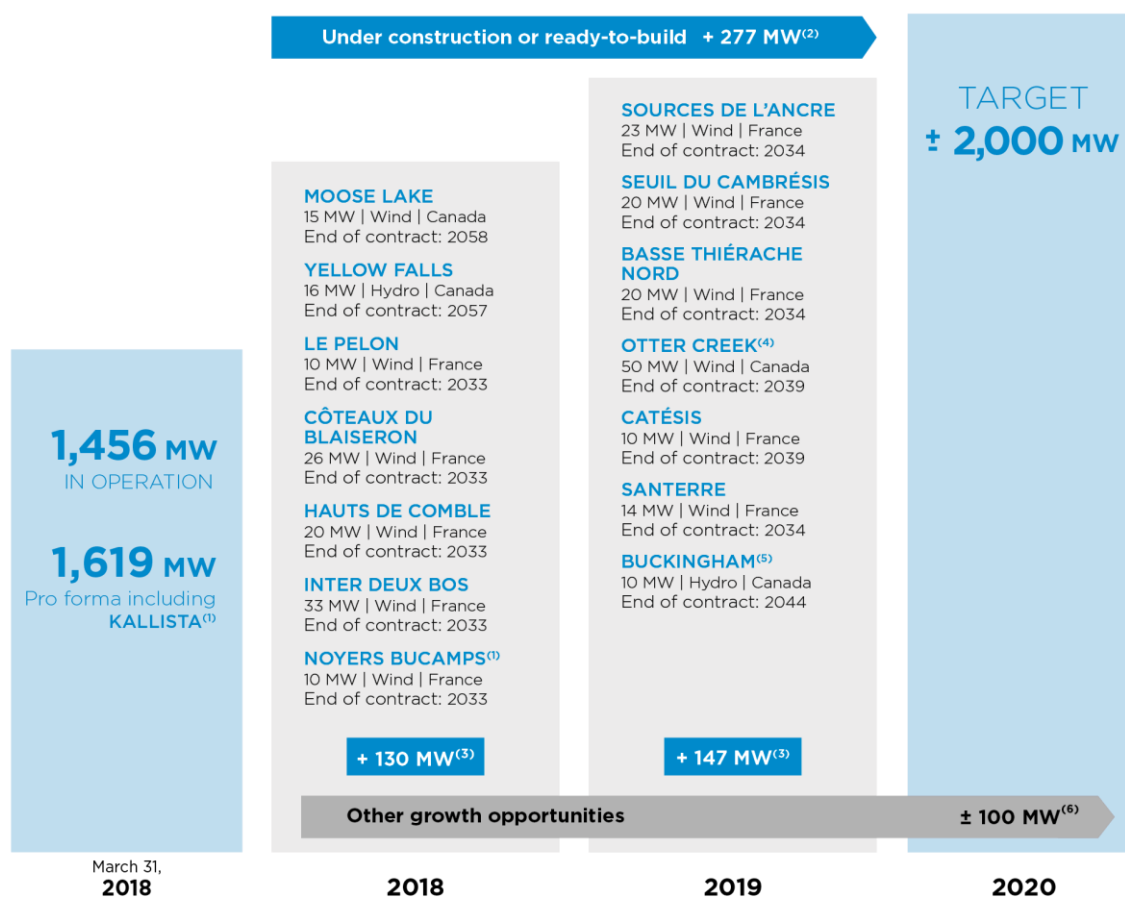 Under construction or ready-to-build + 277 MW(2)
1,456 MW
IN OPERATION
1,619 MW
Pro forma including
KALLISTA(1)
March 31,
2018
MOOSE LAKE
15 MW | Wind | Canada
End of contract: 2058
YELLOW FALLS
16 MW | Hydro | Canada
End of contract: 2057
LE PELON
10 MW | Wind | France
End of contract: 2033
CÔTEAUX DU
BLAISERON
26 MW | Wind | France
End of contract: 2033
HAUTS DE COMBLE
20 MW | Wind | France
End of contract: 2033
INTER DEUX BOS
33 MW | Wind | France
End of contract: 2033
NOYERS BUCAMPS(1)
10 MW | Wind | France
End of contract: 2033
+ 130 MW(3)
2018
SOURCES DE L’ANCRE
23 MW | Wind | France
End of contract: 2034
SEUIL DU CAMBRÉSIS
20 MW | Wind | France
End of contract: 2034
BASSE THIÉRACHE
NORD
20 MW | Wind | France
End of contract: 2034
OTTER CREEK(4)
50 MW | Wind | Canada
End of contract: 2039
CATÉSIS
10 MW | Wind | France
End of contract: 2039
SANTERRE
14 MW | Wind | France
End of contract: 2034
BUCKINGHAM(5)
10 MW | Hydro | Canada
End of contract: 2044
+ 147 MW(3)
2019
TARGET
± 2,000 MW
Other growth opportunities ± 100 MW(6)
2020